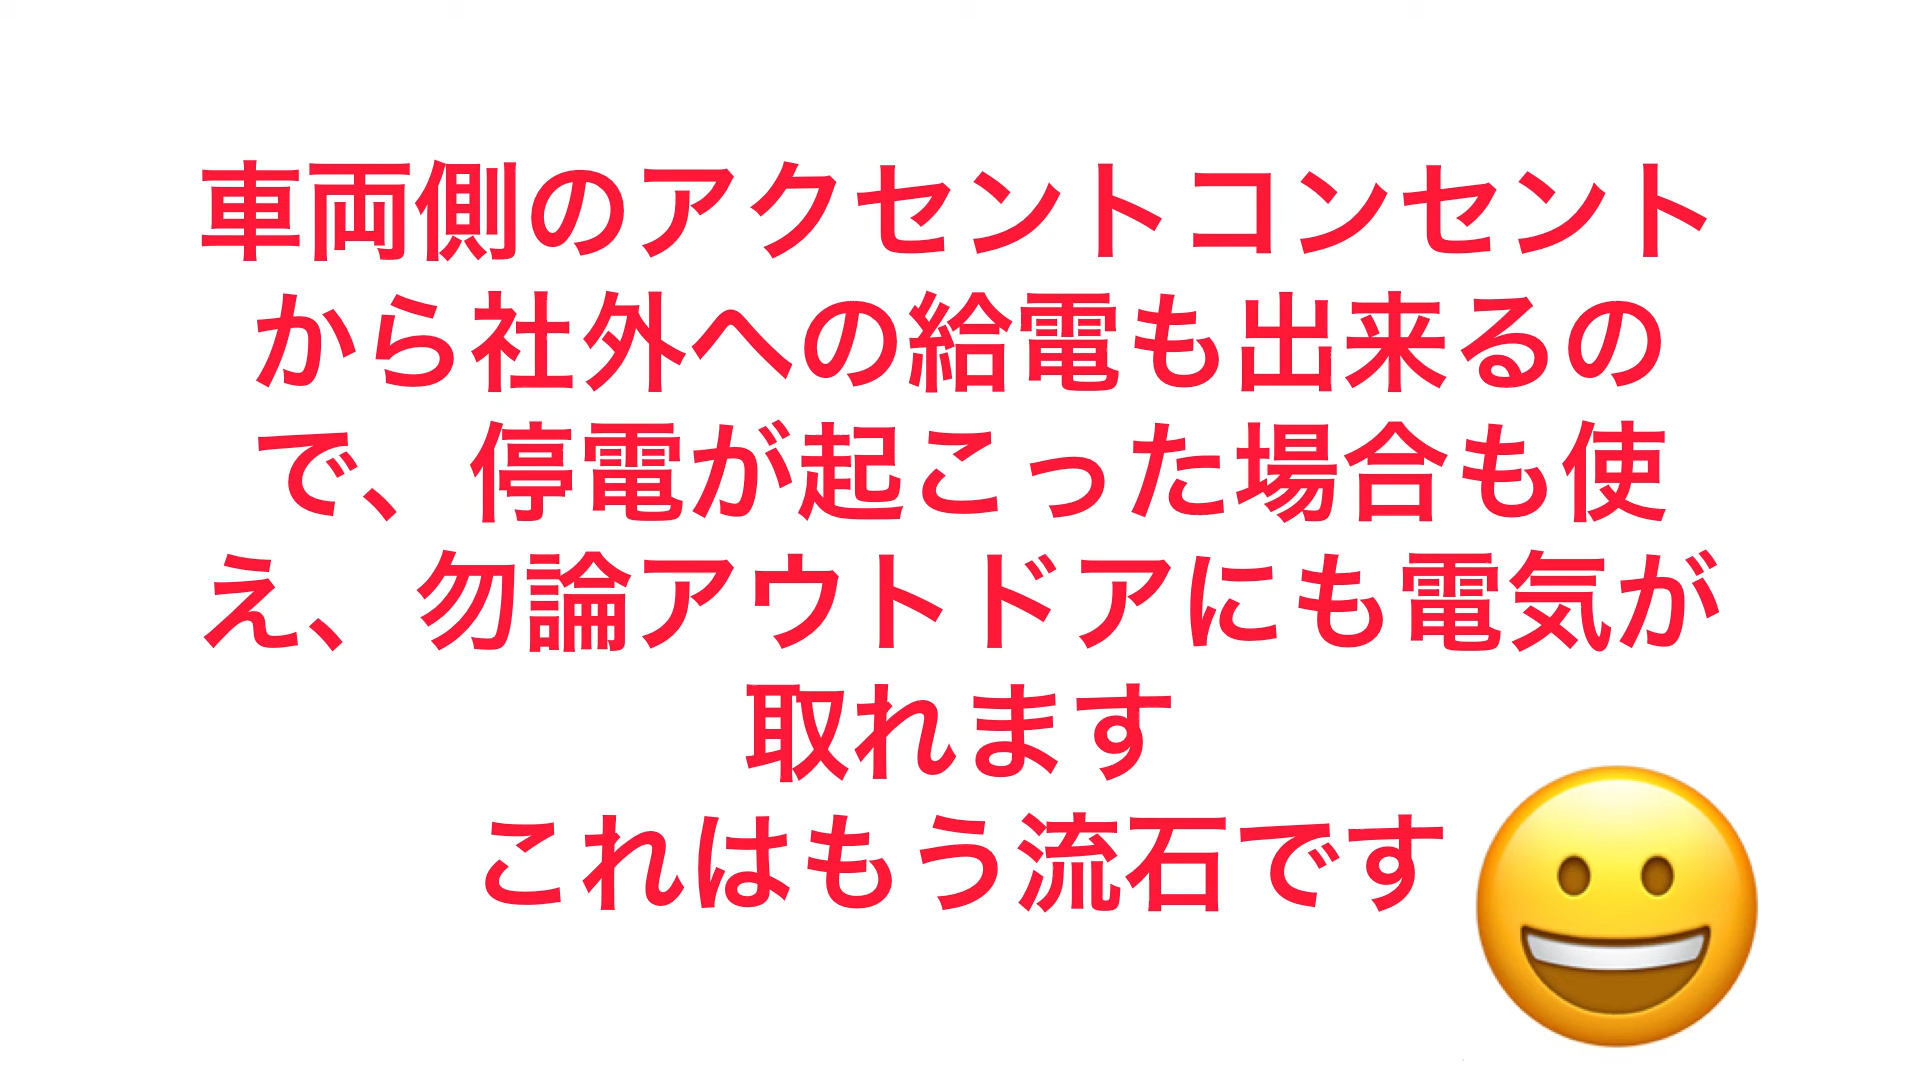 車両側のアクセントコンセント
から社外への給電も出来るの
で、停電が起こった場合も使
え、勿論アウトドアにも電気が
取れます
これはもう流石です